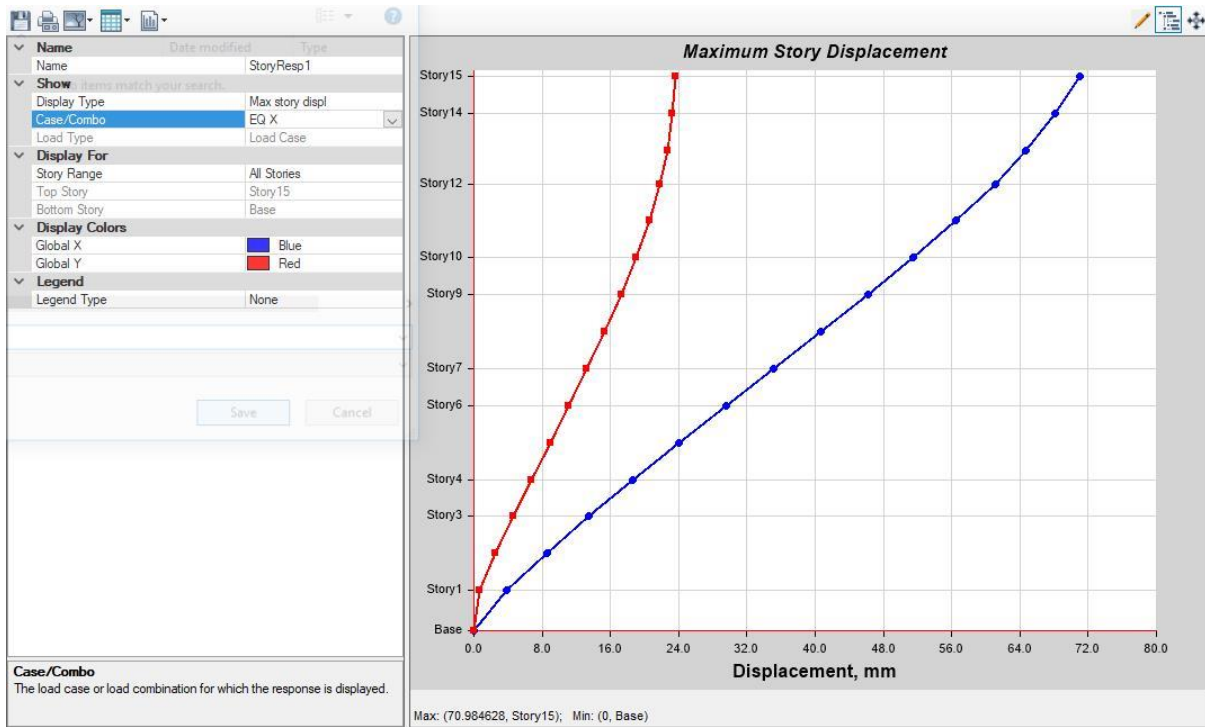 Date modified Type
Name
Name StoryResp1
Show
items match your search.
Display Type Max story displ
Case/Combo EQ X
Load Type Load Case
Display For
Story Range All Stories
Top Story Story15
Bottom Story Base
Display Colors
Global X Blue
Global Y Red
Legend
Legend Type None
Save Cancel
Case/Combo
The load case or load combination for which the response is displayed.
Maximum Story Displacement
Story15
Story14
Story12
Story10
Story9
Story7
Story6
Story4
Story3
Story1
Base
0.0 8.0 16.0 24.0 32.0 40.0 48.0 56.0 64.0 72.0 80.0
Displacement, mm
Max: (70.984628, Story15); Min: (0, Base)